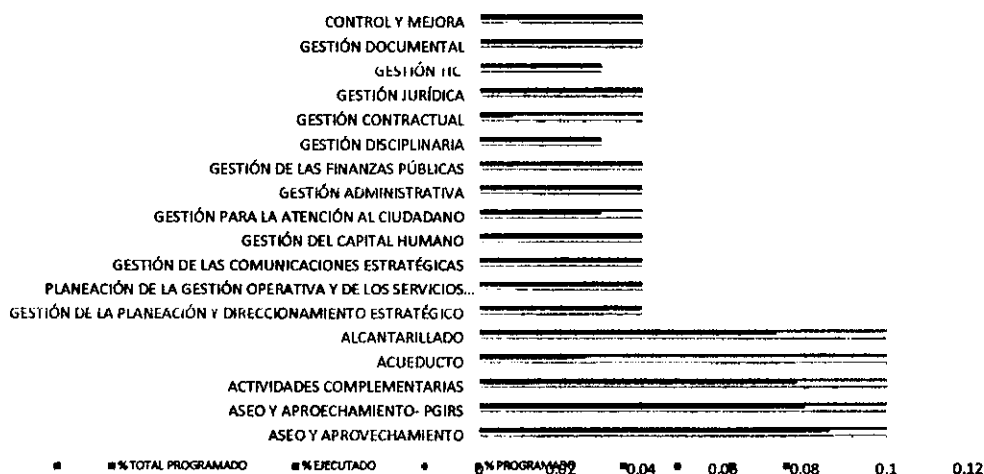 CONTROL Y MEJORA
GESTIÓN DOCUMENTAL
GESTIÓN TIC
GESTIÓN JURÍDICA
GESTIÓN CONTRACTUAL
GESTIÓN DISCIPLINARIA
GESTIÓN DE LAS FINANZAS PÚBLICAS
GESTIÓN ADMINISTRATIVA
GESTIÓN PARA LA ATENCIÓN AL CIUDADANO
GESTIÓN DEL CAPITAL HUMANO
GESTIÓN DE LAS COMUNICACIONES ESTRATÉGICAS
PLANEACIÓN DE LA GESTIÓN OPERATIVA Y DE LOS SERVICIOS...
GESTIÓN DE LA PLANEACIÓN Y DIRECCIONAMIENTO ESTRATÉGICO
ALCANTARILLADO
ACUEDUCTO
ACTIVIDADES COMPLEMENTARIAS
ASEO Y APROECHAMIENTO- PGIRS
ASEO Y APROVECHAMIENTO
% TOTAL PROGRAMADO % EJECUTADO % PROGRAMADO
0 0.02 0.04 0.06 0.08 0.1 0.12